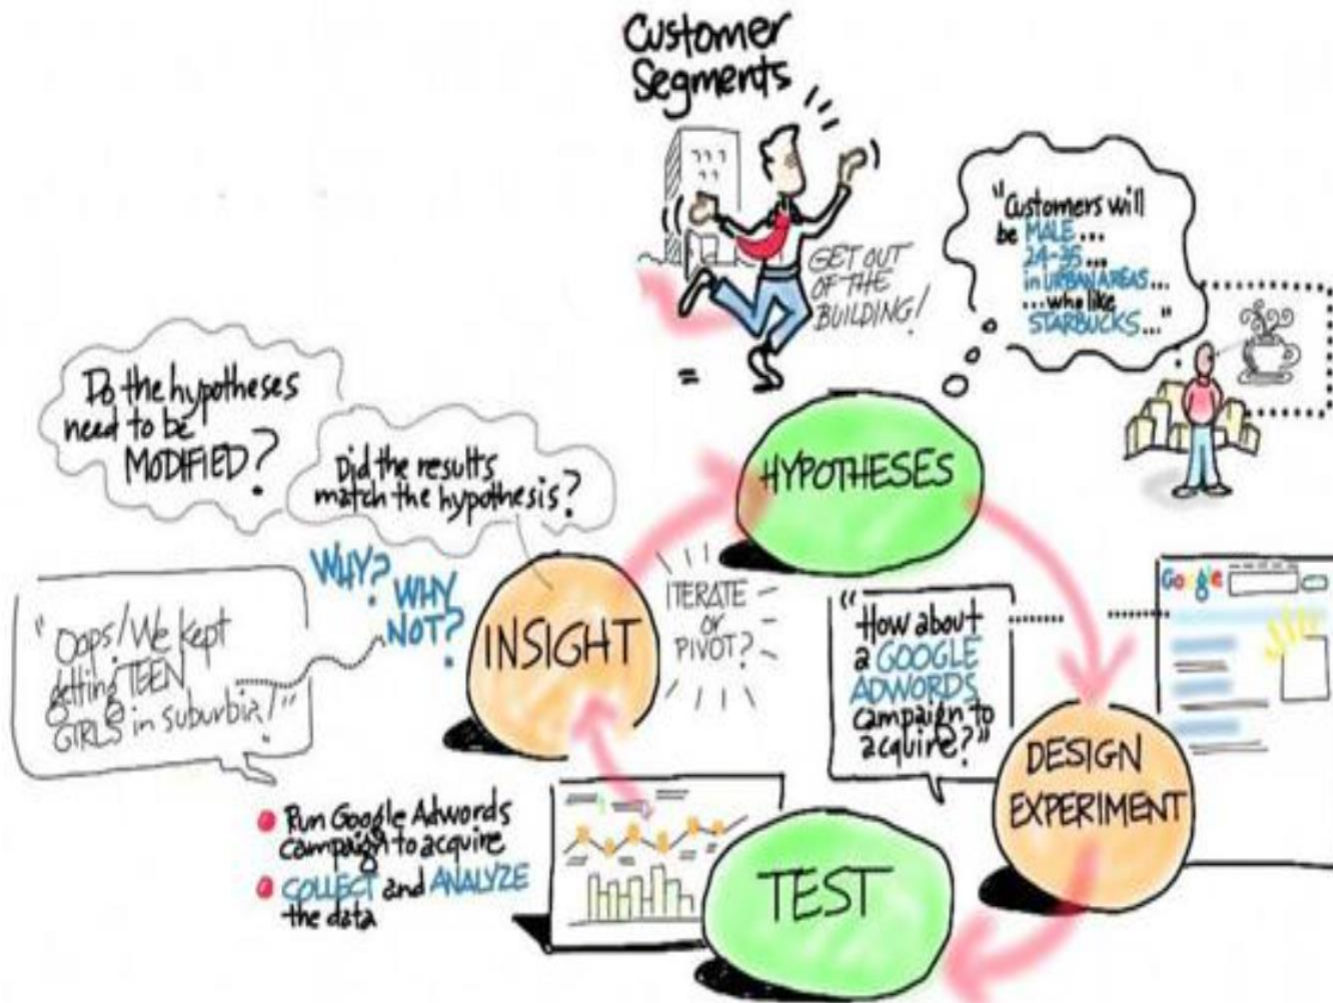 Customer
Segments
GET OUT
OF THE
BUILDING!
"Customers will
be MALE...
24-35...
in URBAN AREAS...
...who like
STARBUCKS..."
HYPOTHESES
Do the hypotheses
need to be
MODIFIED?
Did the results
match the hypothesis?
WHY?
WHY
NOT?
INSIGHT
ITERATE
or
PIVOT?
"Oops! We kept
getting TEEN
GIRLS in suburbia!"
"How about
a GOOGLE
ADWORDS
campaign to
acquire?"
Google
DESIGN
EXPERIMENT
Run Google Adwords
campaign to acquire
COLLECT and ANALYZE
the data
TEST